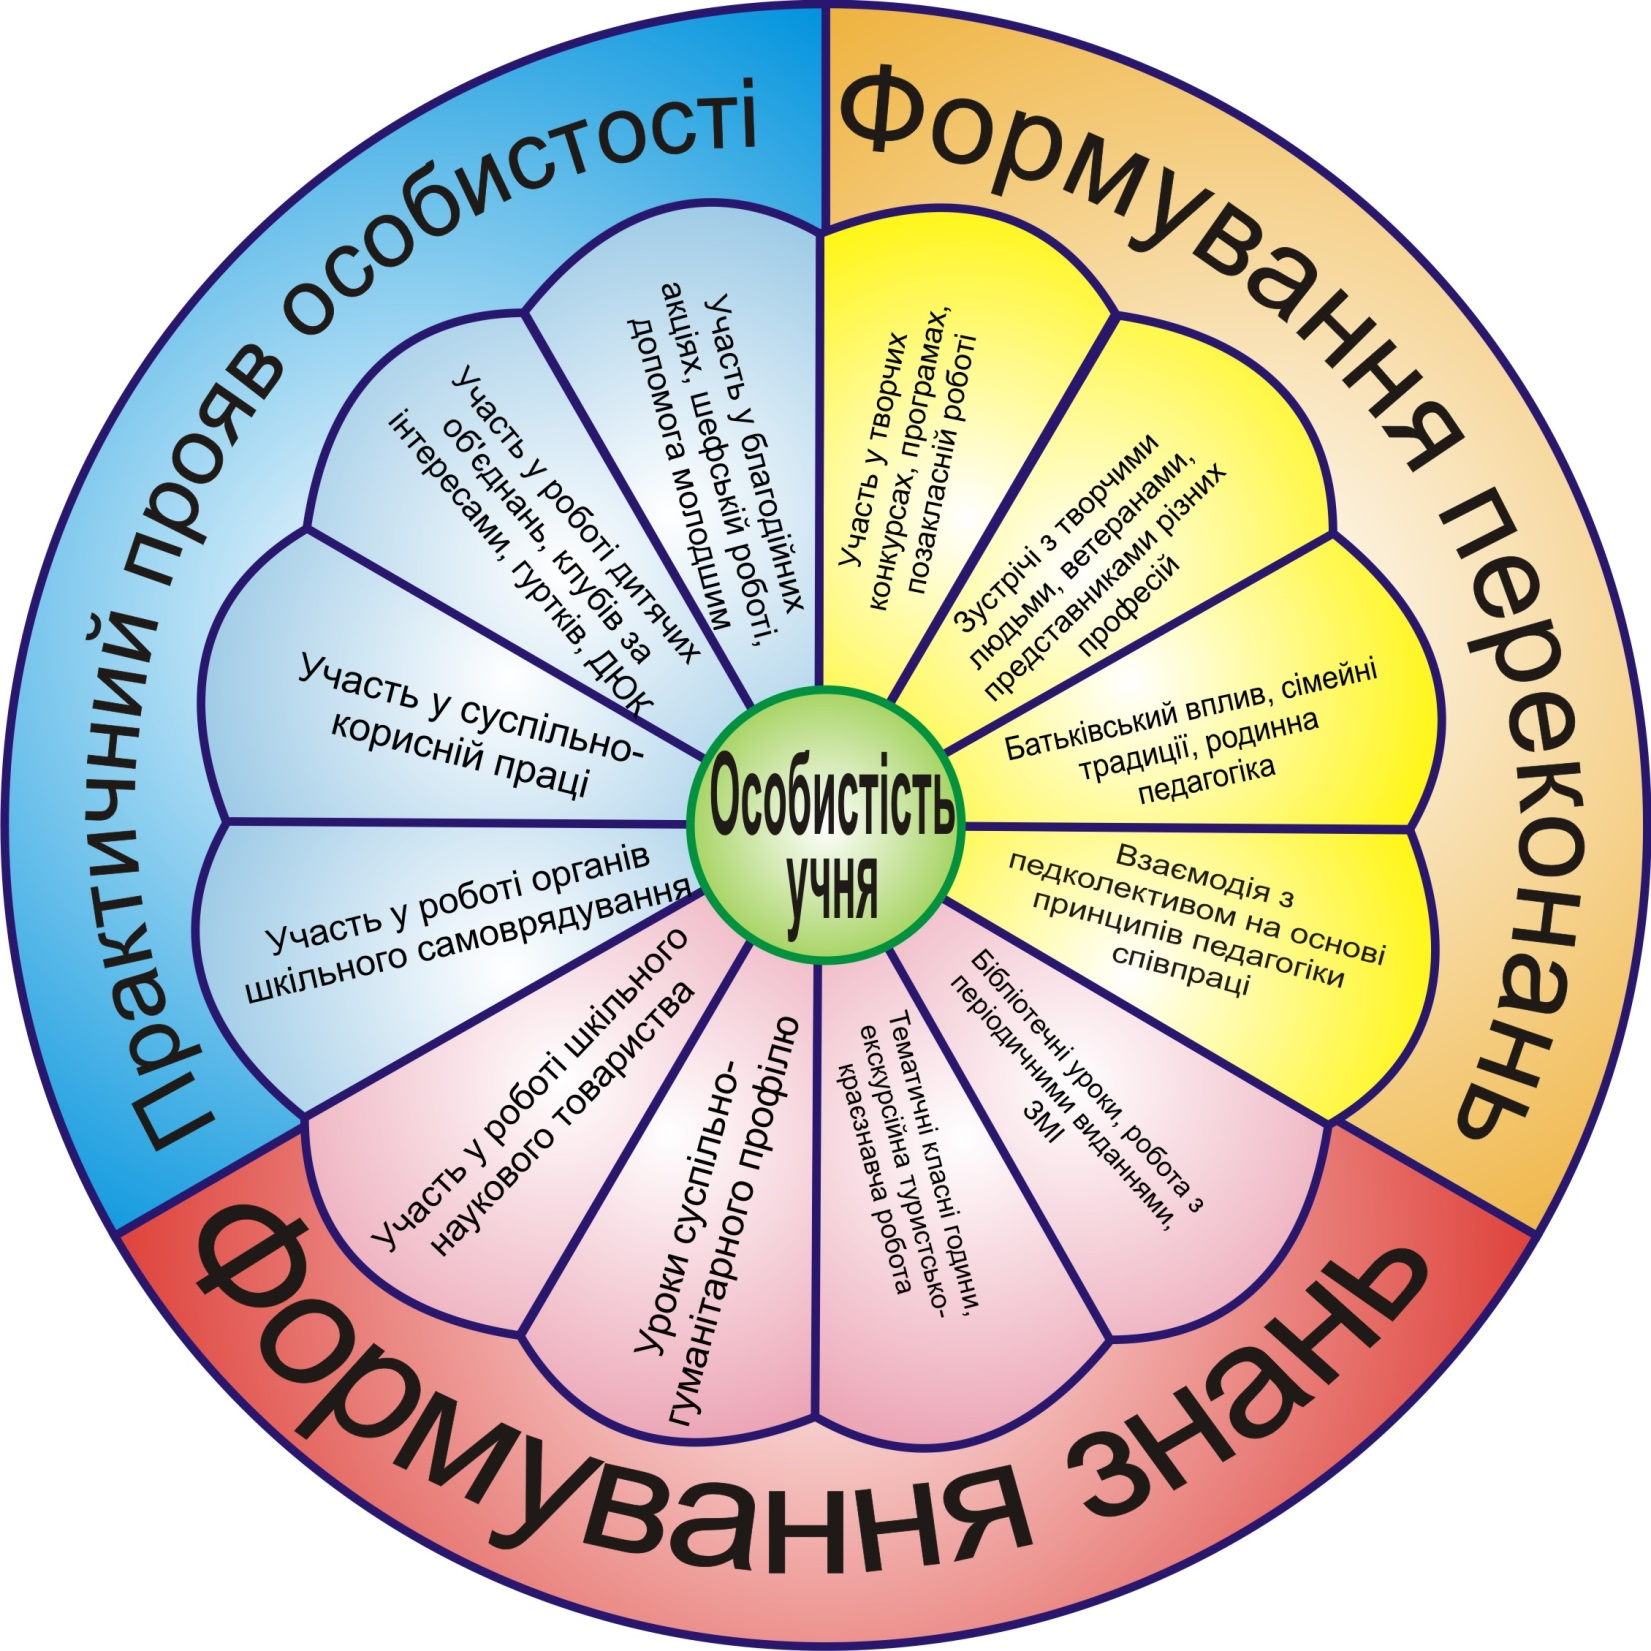 Практичний прояв особистості
Формування переконань
Формування знань
Особистість
учня
Участь у творчих
конкурсах, програмах,
позакласній роботі
Зустрічі з творчими
людьми, ветеранами,
представниками різних
професій
Батьківський вплив, сімейні
традиції, родинна
педагогіка
Взаємодія з
педколективом на основі
принципів педагогіки
співпраці
Бібліотечні уроки, робота з
періодичними виданнями,
ЗМІ
Тематичні класні години,
екскурсійна туристсько-
краєзнавча робота
Уроки суспільно-
гуманітарного профілю
Участь у роботі шкільного
наукового товариства
Участь у роботі органів
шкільного самоврядування
Участь у суспільно-
корисній праці
Участь у роботі дитячих
об'єднань, клубів за
інтересами, гуртків, ДЮК
Участь у благодійних
акціях, шефській роботі,
допомога молодшим